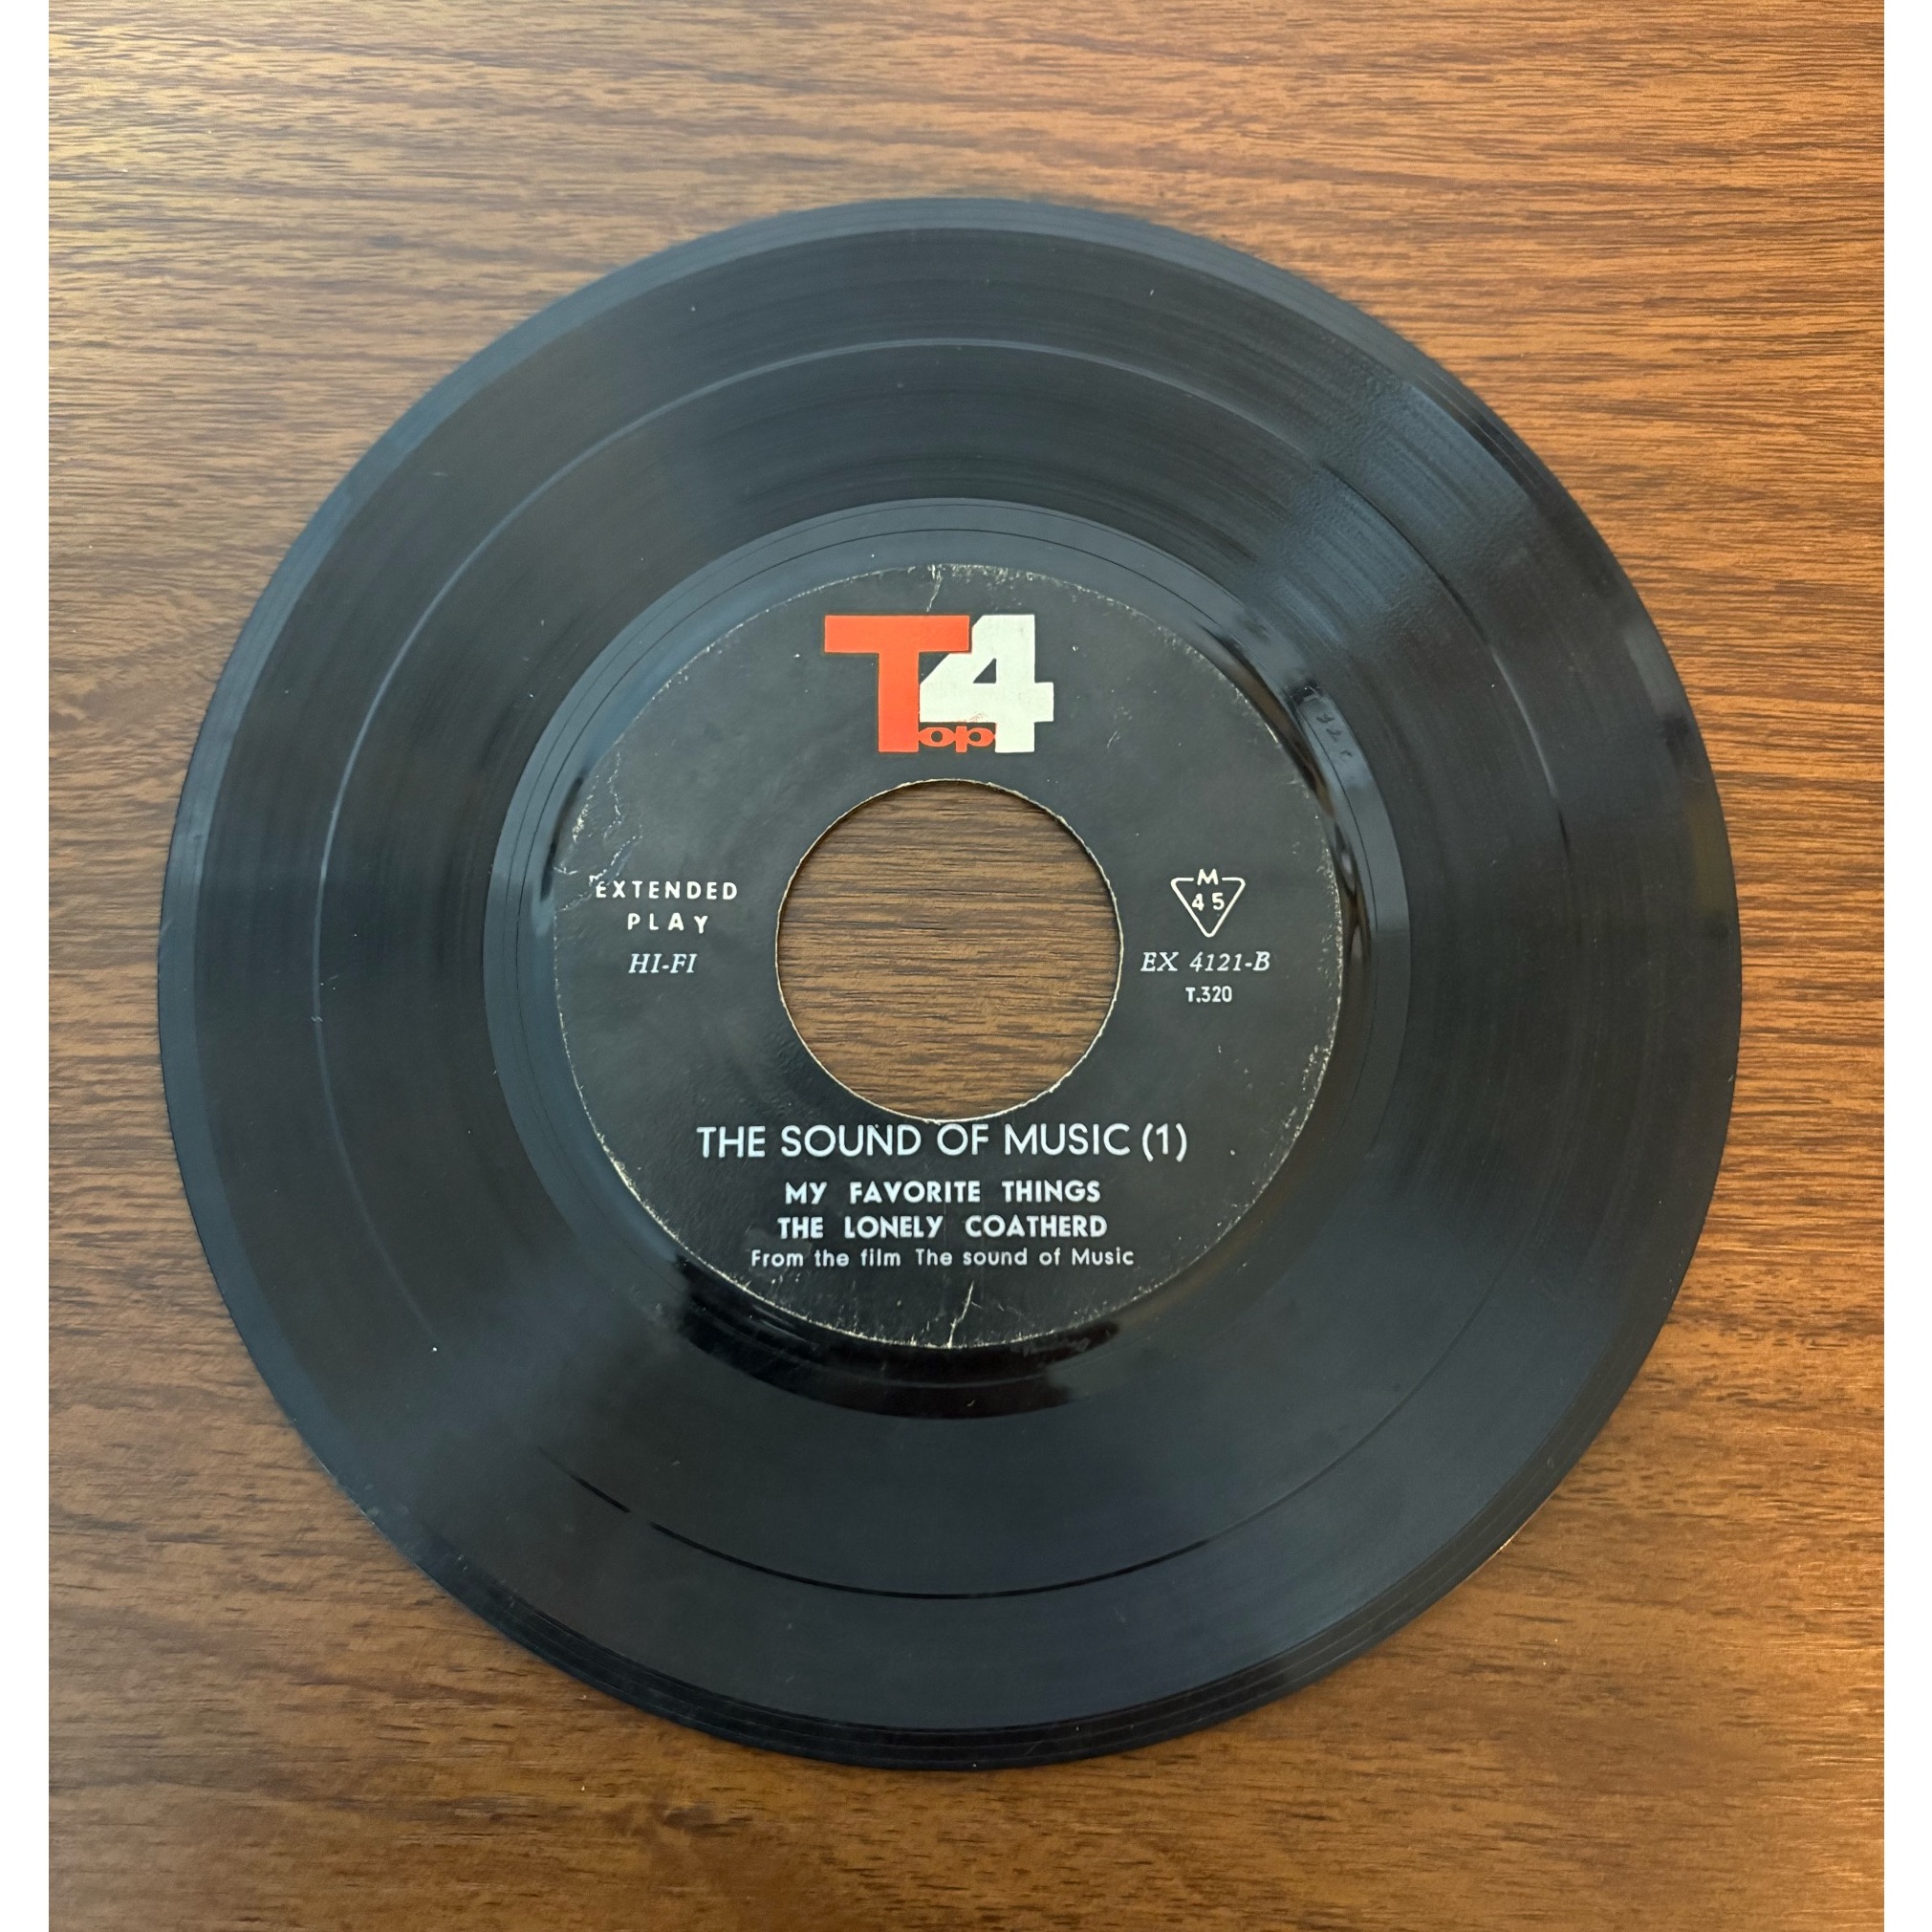 Top 4
EXTENDED
PLAY
HI-FI
M
45
EX 4121-B
T.320
THE SOUND OF MUSIC (1)
MY FAVORITE THINGS
THE LONELY COATHERD
From the film The sound of Music